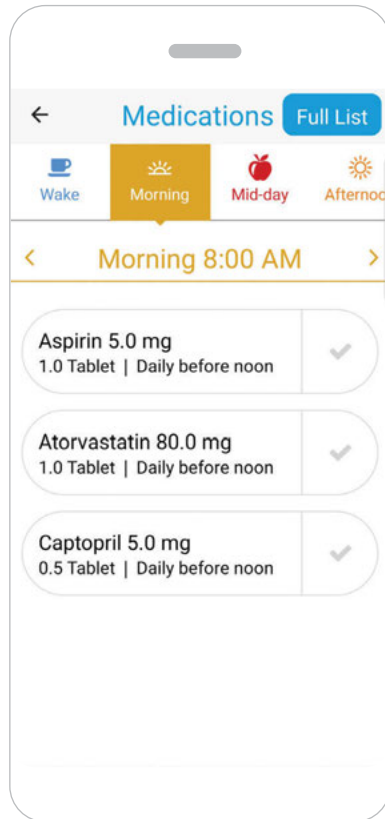 Medications
Full List
Wake
Morning
Mid-day
Afternoo
Morning 8:00 AM
Aspirin 5.0 mg
1.0 Tablet | Daily before noon
Atorvastatin 80.0 mg
1.0 Tablet | Daily before noon
Captopril 5.0 mg
0.5 Tablet | Daily before noon